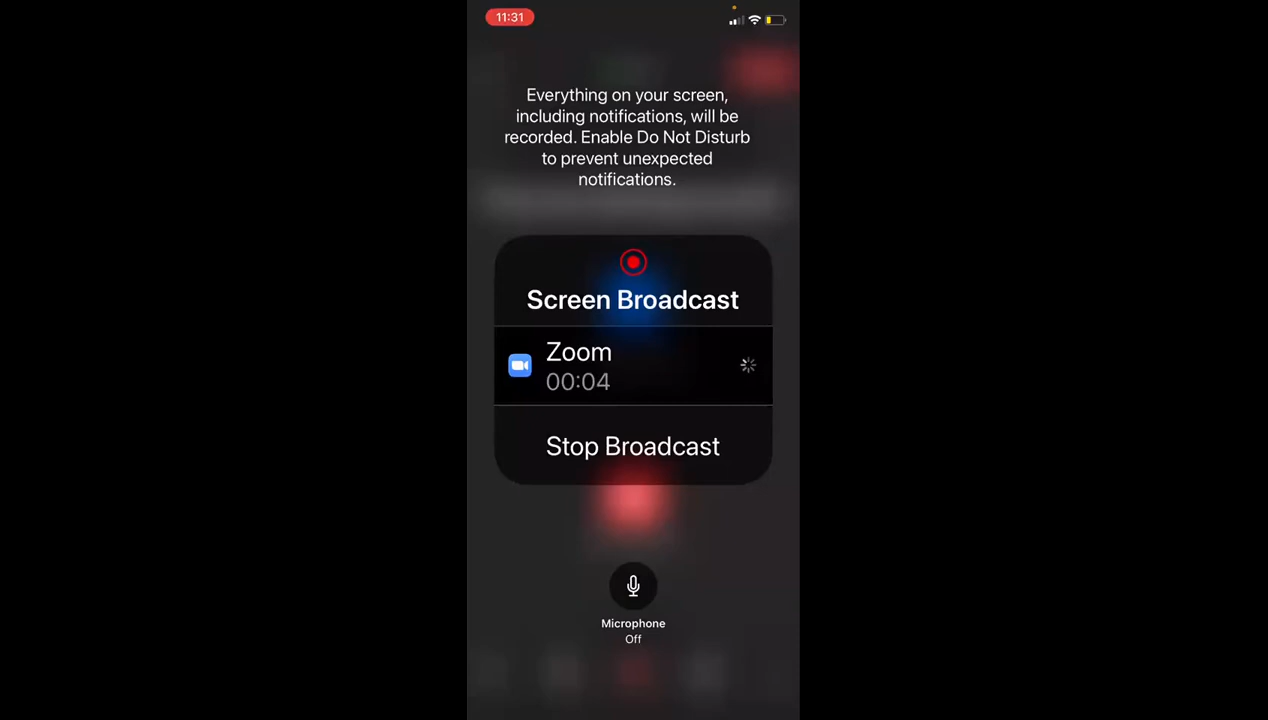 11:31
Everything on your screen,
including notifications, will be
recorded. Enable Do Not Disturb
to prevent unexpected
notifications.
Screen Broadcast
Zoom
00:04
Stop Broadcast
Microphone
Off